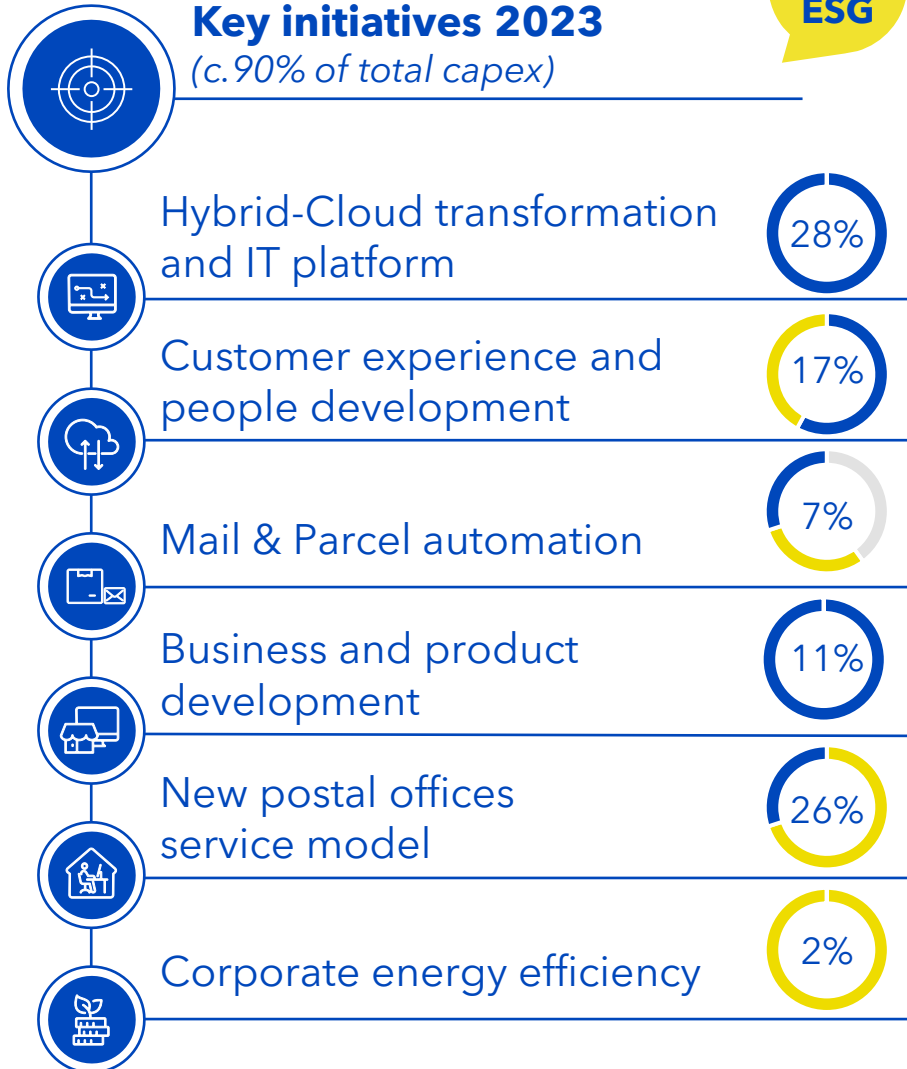 Key initiatives 2023
ESG
(c.90% of total capex)
Hybrid-Cloud transformation
and IT platform
28%
Customer experience and
people development
17%
Mail & Parcel automation
7%
Business and product
development
11%
New postal offices
service model
26%
Corporate energy efficiency
2%